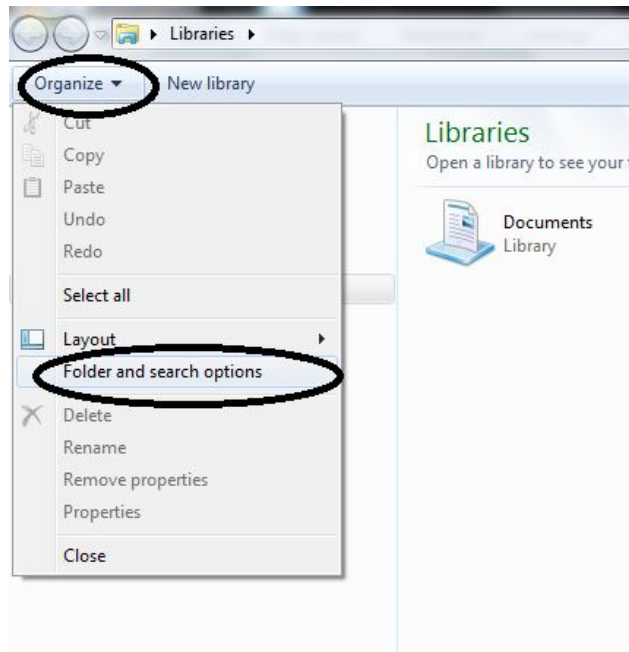 Libraries
Organize
New library
Cut
Copy
Paste
Undo
Redo
Select all
Layout
Folder and search options
Delete
Rename
Remove properties
Properties
Close
Libraries
Open a library to see your
Documents
Library